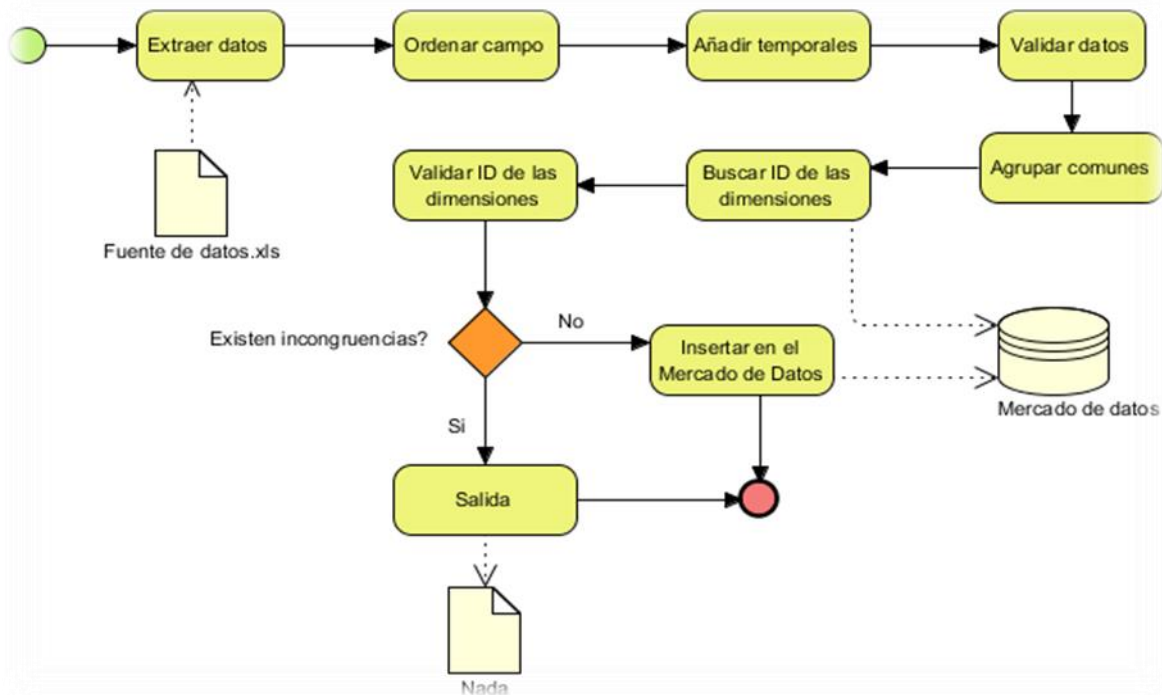 Extraer datos
Ordenar campo
Añadir temporales
Validar datos
Fuente de datos.xls
Agrupar comunes
Buscar ID de las
dimensiones
Validar ID de las
dimensiones
Existen incongruencias?
No
Insertar en el
Mercado de Datos
Mercado de datos
Si
Salida
Nada